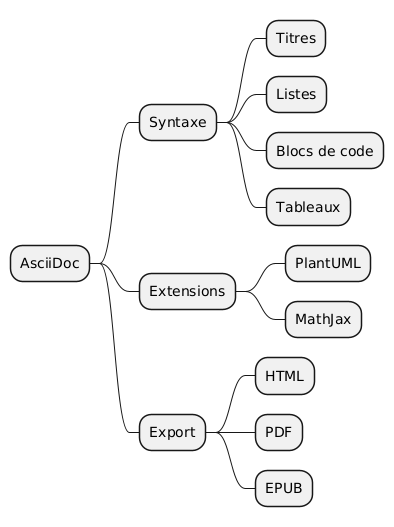 AsciiDoc
Syntaxe
Titres
Listes
Blocs de code
Tableaux
Extensions
PlantUML
MathJax
Export
HTML
PDF
EPUB